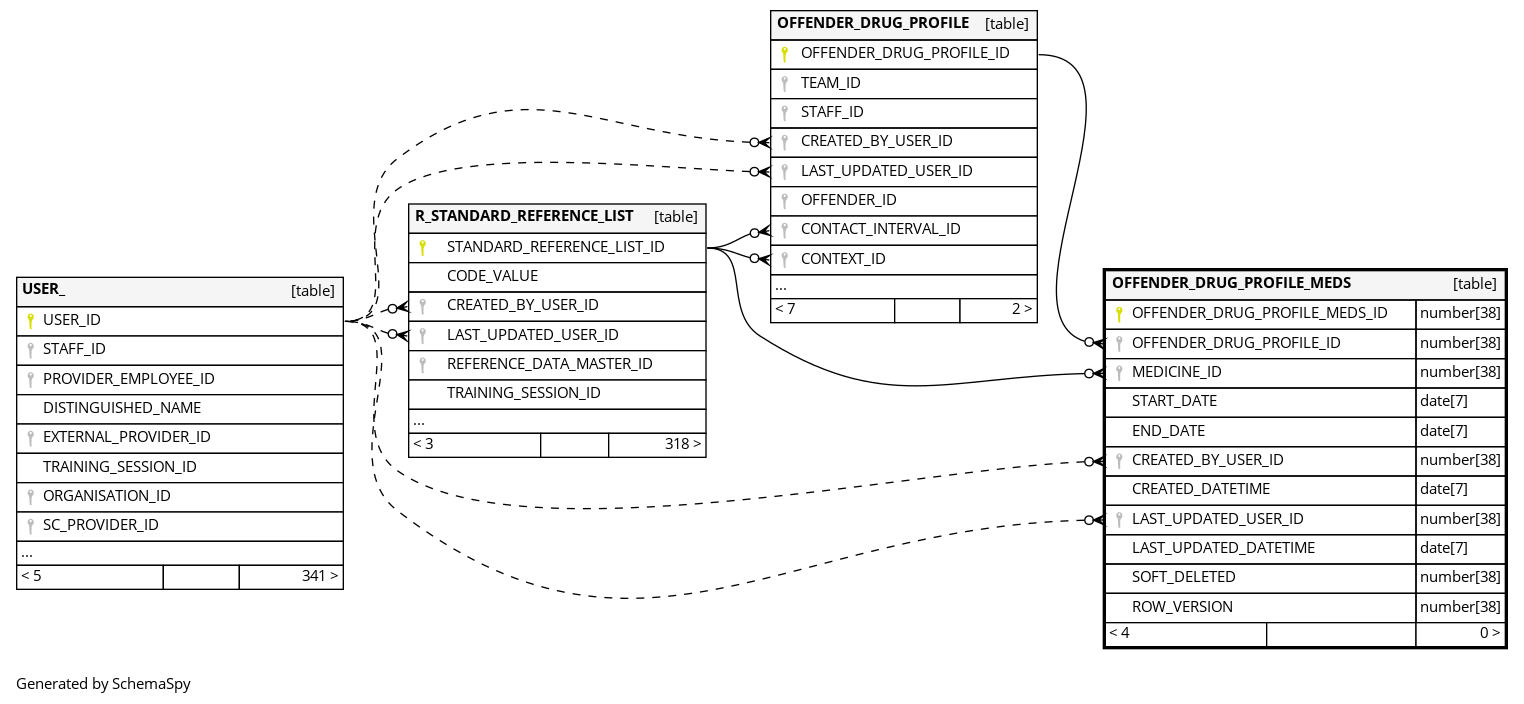 OFFENDER_DRUG_PROFILE [table]
OFFENDER_DRUG_PROFILE_ID
TEAM_ID
STAFF_ID
CREATED_BY_USER_ID
LAST_UPDATED_USER_ID
OFFENDER_ID
CONTACT_INTERVAL_ID
CONTEXT_ID
...
< 7 2 >
R_STANDARD_REFERENCE_LIST [table]
STANDARD_REFERENCE_LIST_ID
CODE_VALUE
CREATED_BY_USER_ID
LAST_UPDATED_USER_ID
REFERENCE_DATA_MASTER_ID
TRAINING_SESSION_ID
...
< 3 318 >
USER_ [table]
USER_ID
STAFF_ID
PROVIDER_EMPLOYEE_ID
DISTINGUISHED_NAME
EXTERNAL_PROVIDER_ID
TRAINING_SESSION_ID
ORGANISATION_ID
SC_PROVIDER_ID
...
< 5 341 >
OFFENDER_DRUG_PROFILE_MEDS [table]
OFFENDER_DRUG_PROFILE_MEDS_ID number[38]
OFFENDER_DRUG_PROFILE_ID number[38]
MEDICINE_ID number[38]
START_DATE date[7]
END_DATE date[7]
CREATED_BY_USER_ID number[38]
CREATED_DATETIME date[7]
LAST_UPDATED_USER_ID number[38]
LAST_UPDATED_DATETIME date[7]
SOFT_DELETED number[38]
ROW_VERSION number[38]
< 4 0 >
Generated by SchemaSpy